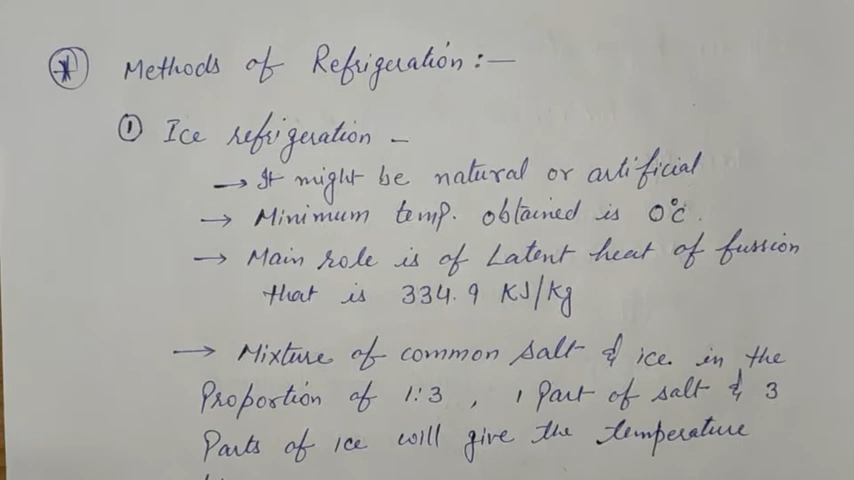 * Methods of Refrigeration :-
① Ice refrigeration -
→ It might be natural or artificial
→ Minimum temp. obtained is 0°c.
→ Main role is of Latent heat of fussion
that is 334.9 KJ/Kg
→ Mixture of common salt & ice. in the
Proportion of 1:3 , 1 Part of salt & 3
Parts of ice will give the temperature